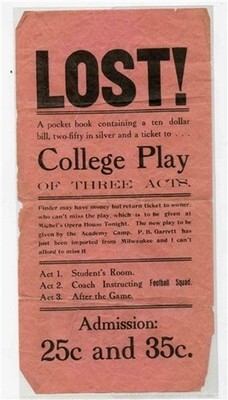 LOST!
A pocket book containing a ten dollar
bill, two-fifty in silver and a ticket to . . .
College Play
OF THREE ACTS.
Finder may have money but return ticket to owner
who can't miss the play, which is to be given at
Michel's Opera House Tonight. The new play to be
given by the Academy Camp. P. B. Garrett has
just been imported from Milwaukee and I can't
afford to miss it
Act 1. Student's Room.
Act 2. Coach Instructing Football Squad.
Act 3. After the Game.
Admission:
25c and 35c.